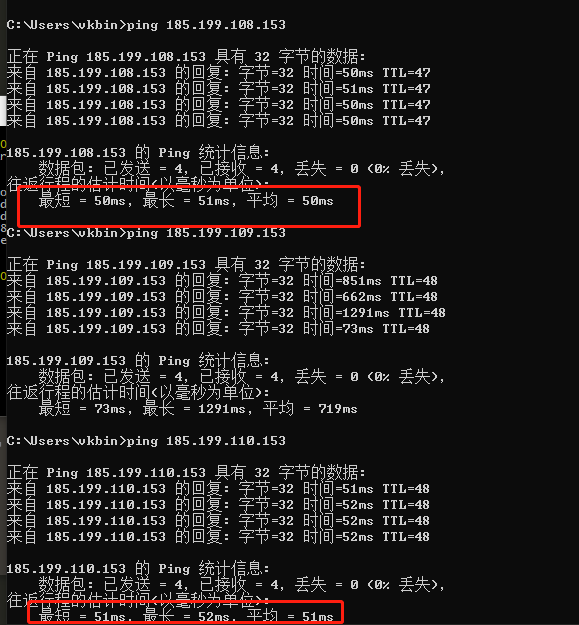 C:\Users\vkbin>ping 185.199.108.153
正在 Ping 185.199.108.153 具有 32 字节的数据:
来自 185.199.108.153 的回复: 字节=32 时间=50ms TTL=47
来自 185.199.108.153 的回复: 字节=32 时间=51ms TTL=47
来自 185.199.108.153 的回复: 字节=32 时间=50ms TTL=47
来自 185.199.108.153 的回复: 字节=32 时间=50ms TTL=47
185.199.108.153 的 Ping 统计信息:
数据包: 已发送 = 4, 已接收 = 4, 丢失 = 0 (0% 丢失),
往返行程的估计时间(以毫秒为单位):
最短 = 50ms, 最长 = 51ms, 平均 = 50ms
C:\Users\vkbin>ping 185.199.109.153
正在 Ping 185.199.109.153 具有 32 字节的数据:
来自 185.199.109.153 的回复: 字节=32 时间=851ms TTL=48
来自 185.199.109.153 的回复: 字节=32 时间=662ms TTL=48
来自 185.199.109.153 的回复: 字节=32 时间=1291ms TTL=48
来自 185.199.109.153 的回复: 字节=32 时间=73ms TTL=48
185.199.109.153 的 Ping 统计信息:
数据包: 已发送 = 4, 已接收 = 4, 丢失 = 0 (0% 丢失),
往返行程的估计时间(以毫秒为单位):
最短 = 73ms, 最长 = 1291ms, 平均 = 719ms
C:\Users\vkbin>ping 185.199.110.153
正在 Ping 185.199.110.153 具有 32 字节的数据:
来自 185.199.110.153 的回复: 字节=32 时间=51ms TTL=48
来自 185.199.110.153 的回复: 字节=32 时间=52ms TTL=48
来自 185.199.110.153 的回复: 字节=32 时间=52ms TTL=48
来自 185.199.110.153 的回复: 字节=32 时间=52ms TTL=48
185.199.110.153 的 Ping 统计信息:
数据包: 已发送 = 4, 已接收 = 4, 丢失 = 0 (0% 丢失),
往返行程的估计时间(以毫秒为单位):
最短 = 51ms, 最长 = 52ms, 平均 = 51ms